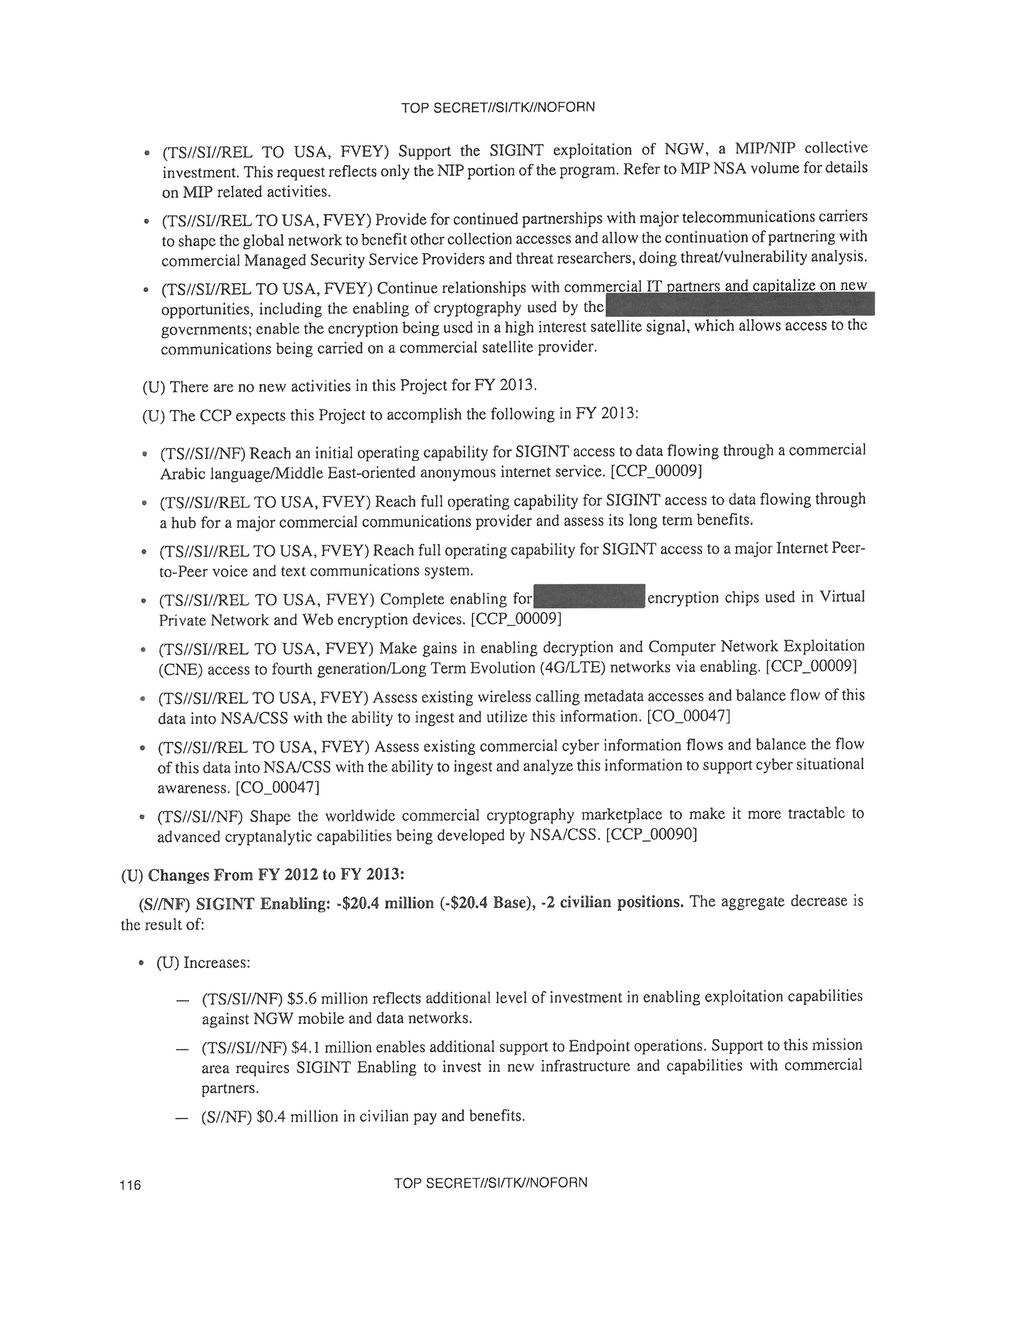 TOP SECRET//SI/TK//NOFORN
• (TS//SI//REL TO USA, FVEY) Support the SIGINT exploitation of NGW, a MIP/NIP collective
investment. This request reflects only the NIP portion of the program. Refer to MIP NSA volume for details
on MIP related activities.
• (TS//SI//REL TO USA, FVEY) Provide for continued partnerships with major telecommunications carriers
to shape the global network to benefit other collection accesses and allow the continuation of partnering with
commercial Managed Security Service Providers and threat researchers, doing threat/vulnerability analysis.
• (TS//SI//REL TO USA, FVEY) Continue relationships with commercial IT partners and capitalize on new
opportunities, including the enabling of cryptography used by the
governments; enable the encryption being used in a high interest satellite signal, which allows access to the
communications being carried on a commercial satellite provider.
(U) There are no new activities in this Project for FY 2013.
(U) The CCP expects this Project to accomplish the following in FY 2013:
• (TS//SI//NF) Reach an initial operating capability for SIGINT access to data flowing through a commercial
Arabic language/Middle East-oriented anonymous internet service. [CCP_00009]
• (TS//SI//REL TO USA, FVEY) Reach full operating capability for SIGINT access to data flowing through
a hub for a major commercial communications provider and assess its long term benefits.
• (TS//SI//REL TO USA, FVEY) Reach full operating capability for SIGINT access to a major Internet Peer-
to-Peer voice and text communications system.
• (TS//SI//REL TO USA, FVEY) Complete enabling for encryption chips used in Virtual
Private Network and Web encryption devices. [CCP_00009]
• (TS//SI//REL TO USA, FVEY) Make gains in enabling decryption and Computer Network Exploitation
(CNE) access to fourth generation/Long Term Evolution (4G/LTE) networks via enabling. [CCP_00009]
• (TS//SI//REL TO USA, FVEY) Assess existing wireless calling metadata accesses and balance flow of this
data into NSA/CSS with the ability to ingest and utilize this information. [CO_00047]
• (TS//SI//REL TO USA, FVEY) Assess existing commercial cyber information flows and balance the flow
of this data into NSA/CSS with the ability to ingest and analyze this information to support cyber situational
awareness. [CO_00047]
• (TS//SI//NF) Shape the worldwide commercial cryptography marketplace to make it more tractable to
advanced cryptanalytic capabilities being developed by NSA/CSS. [CCP_00090]
(U) Changes From FY 2012 to FY 2013:
(S//NF) SIGINT Enabling: -$20.4 million (-$20.4 Base), -2 civilian positions. The aggregate decrease is
the result of:
• (U) Increases:
— (TS/SI//NF) $5.6 million reflects additional level of investment in enabling exploitation capabilities
against NGW mobile and data networks.
— (TS//SI//NF) $4.1 million enables additional support to Endpoint operations. Support to this mission
area requires SIGINT Enabling to invest in new infrastructure and capabilities with commercial
partners.
— (S//NF) $0.4 million in civilian pay and benefits.
116
TOP SECRET//SI/TK//NOFORN